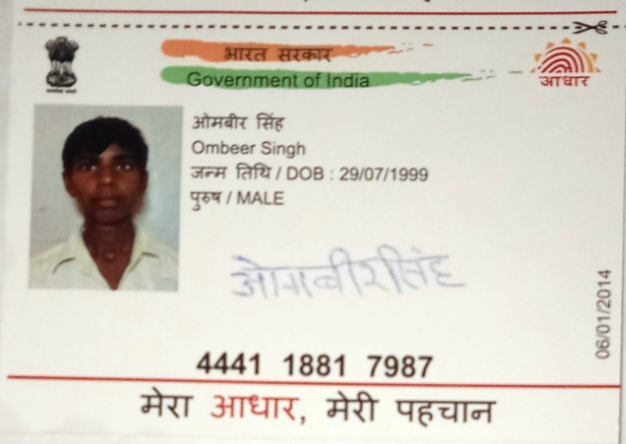 भारत सरकार
Government of India
आधार
ओमबीर सिंह
Ombeer Singh
जन्म तिथि / DOB : 29/07/1999
पुरुष / MALE
ओमबीरसिंह
06/01/2014
4441 1881 7987
मेरा आधार, मेरी पहचान